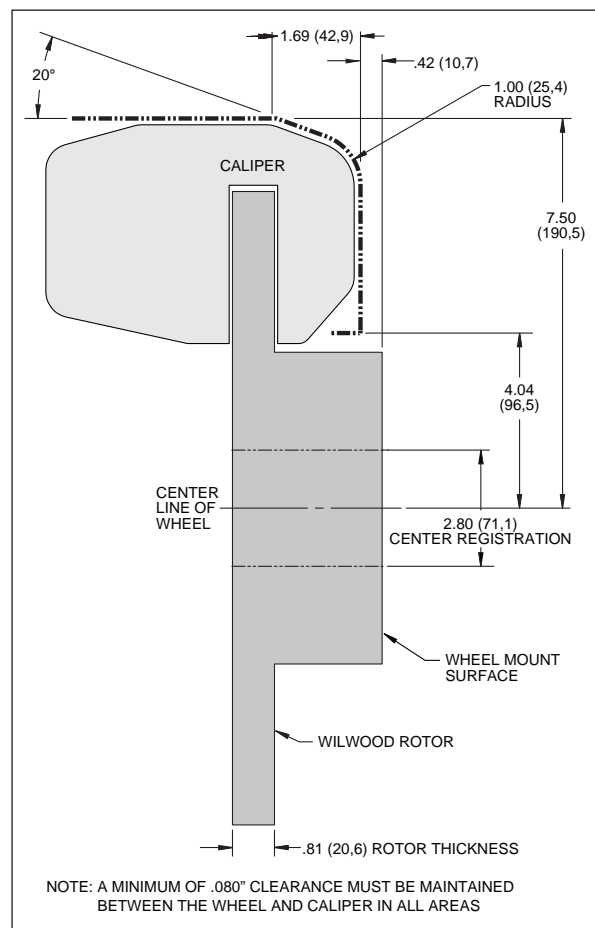 1.69 (42,9)
.42 (10,7)
20°
1.00 (25,4)
RADIUS
CALIPER
7.50
(190,5)
4.04
(96,5)
CENTER
LINE OF
WHEEL
2.80 (71,1)
CENTER REGISTRATION
WHEEL MOUNT
SURFACE
WILWOOD ROTOR
.81 (20,6) ROTOR THICKNESS
NOTE: A MINIMUM OF .080” CLEARANCE MUST BE MAINTAINED
BETWEEN THE WHEEL AND CALIPER IN ALL AREAS